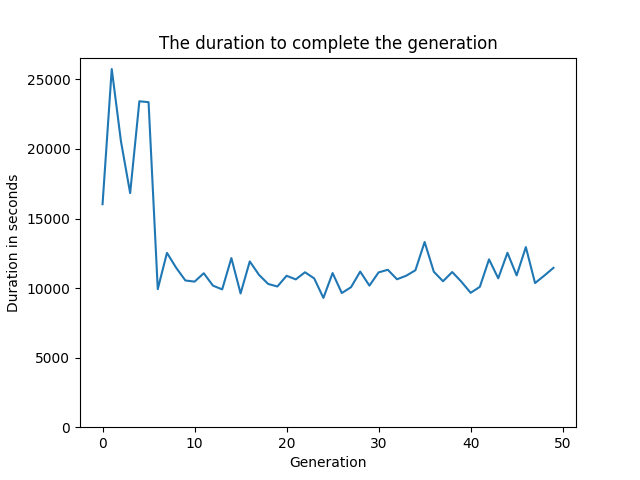 The duration to complete the generation
25000
20000
15000
10000
5000
0
Duration in seconds
0 10 20 30 40 50
Generation